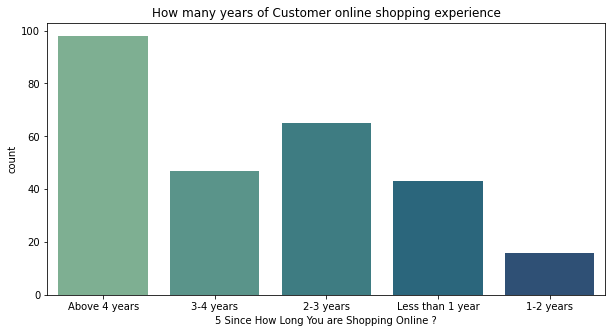 How many years of Customer online shopping experience
100
80
60
40
20
0
count
Above 4 years
3-4 years
2-3 years
Less than 1 year
1-2 years
5 Since How Long You are Shopping Online ?